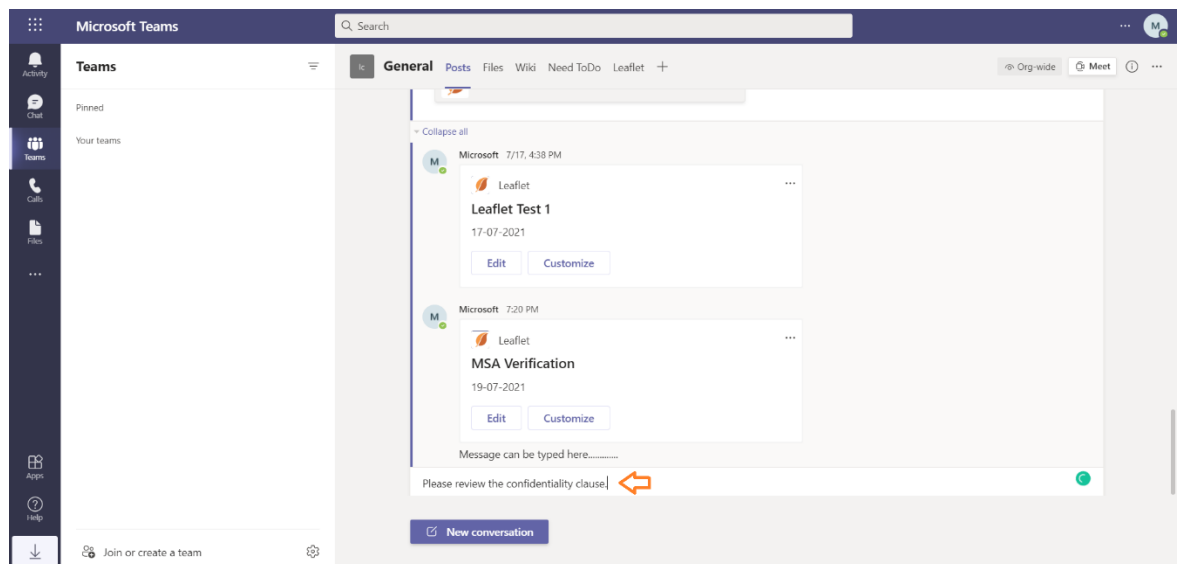 Microsoft Teams
Search
M
Activity
Chat
Teams
Calls
Files
Apps
Help
Teams
Pinned
Your teams
Join or create a team
General Posts Files Wiki Need ToDo Leaflet
Org-wide
Meet
Collapse all
M
Microsoft 7/17, 4:38 PM
Leaflet
Leaflet Test 1
17-07-2021
Edit Customize
M
Microsoft 7:20 PM
Leaflet
MSA Verification
19-07-2021
Edit Customize
Message can be typed here.............
Please review the confidentiality clause.
New conversation